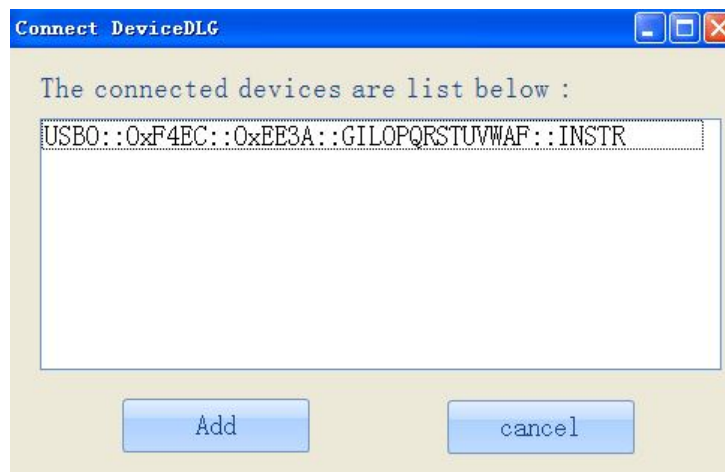 Connect DeviceDLG
The connected devices are list below :
USB0::0xF4EC::0xEE3A::GILOPQRSTUVWAF::INSTR
Add
cancel